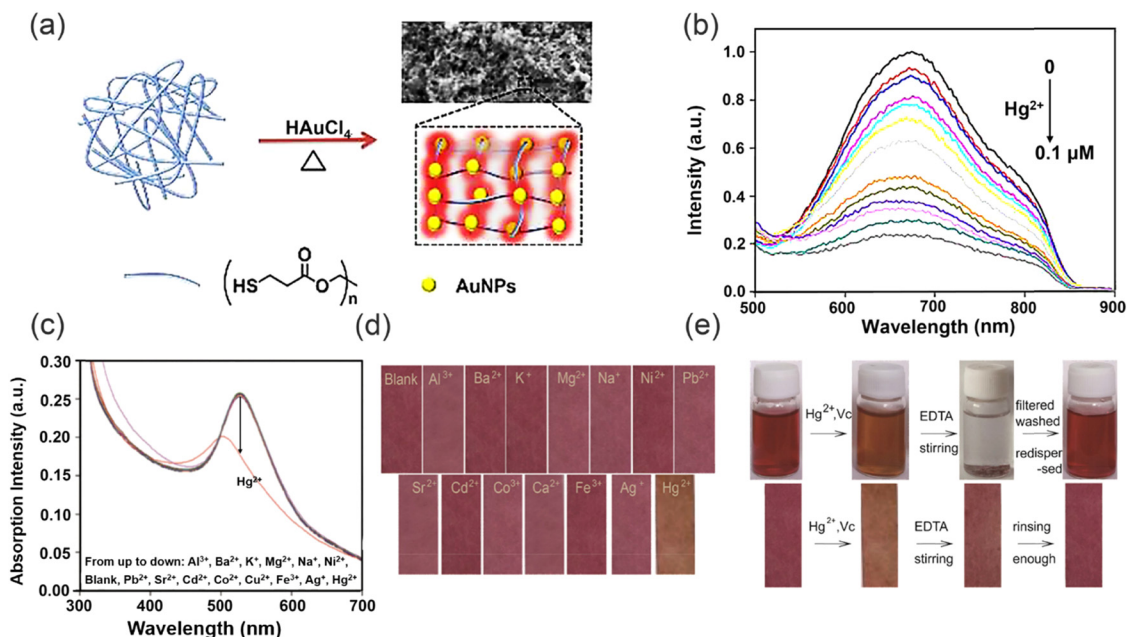 (a)
HAuCl4
△
( HS O O )n
AuNPs
(b)
Intensity (a.u.)
1.0
0.8
0.6
0.4
0.2
0.0
0
Hg2+
0.1 µM
500 600 700 800 900
Wavelength (nm)
(c)
Absorption Intensity (a.u.)
0.30
0.25
0.20
0.15
0.10
0.05
0.00
Hg2+
From up to down: Al3+, Ba2+, K+, Mg2+, Na+, Ni2+,
Blank, Pb2+, Sr2+, Cd2+, Co2+, Cu2+, Fe3+, Ag+, Hg2+
300 400 500 600 700
Wavelength (nm)
(d)
Blank Al3+ Ba2+ K+ Mg2+ Na+ Ni2+ Pb2+
Sr2+ Cd2+ Co3+ Ca2+ Fe3+ Ag+ Hg2+
(e)
Hg2+,Vc
EDTA
stirring
filtered
washed
redisper
-sed
Hg2+,Vc
EDTA
stirring
rinsing
enough